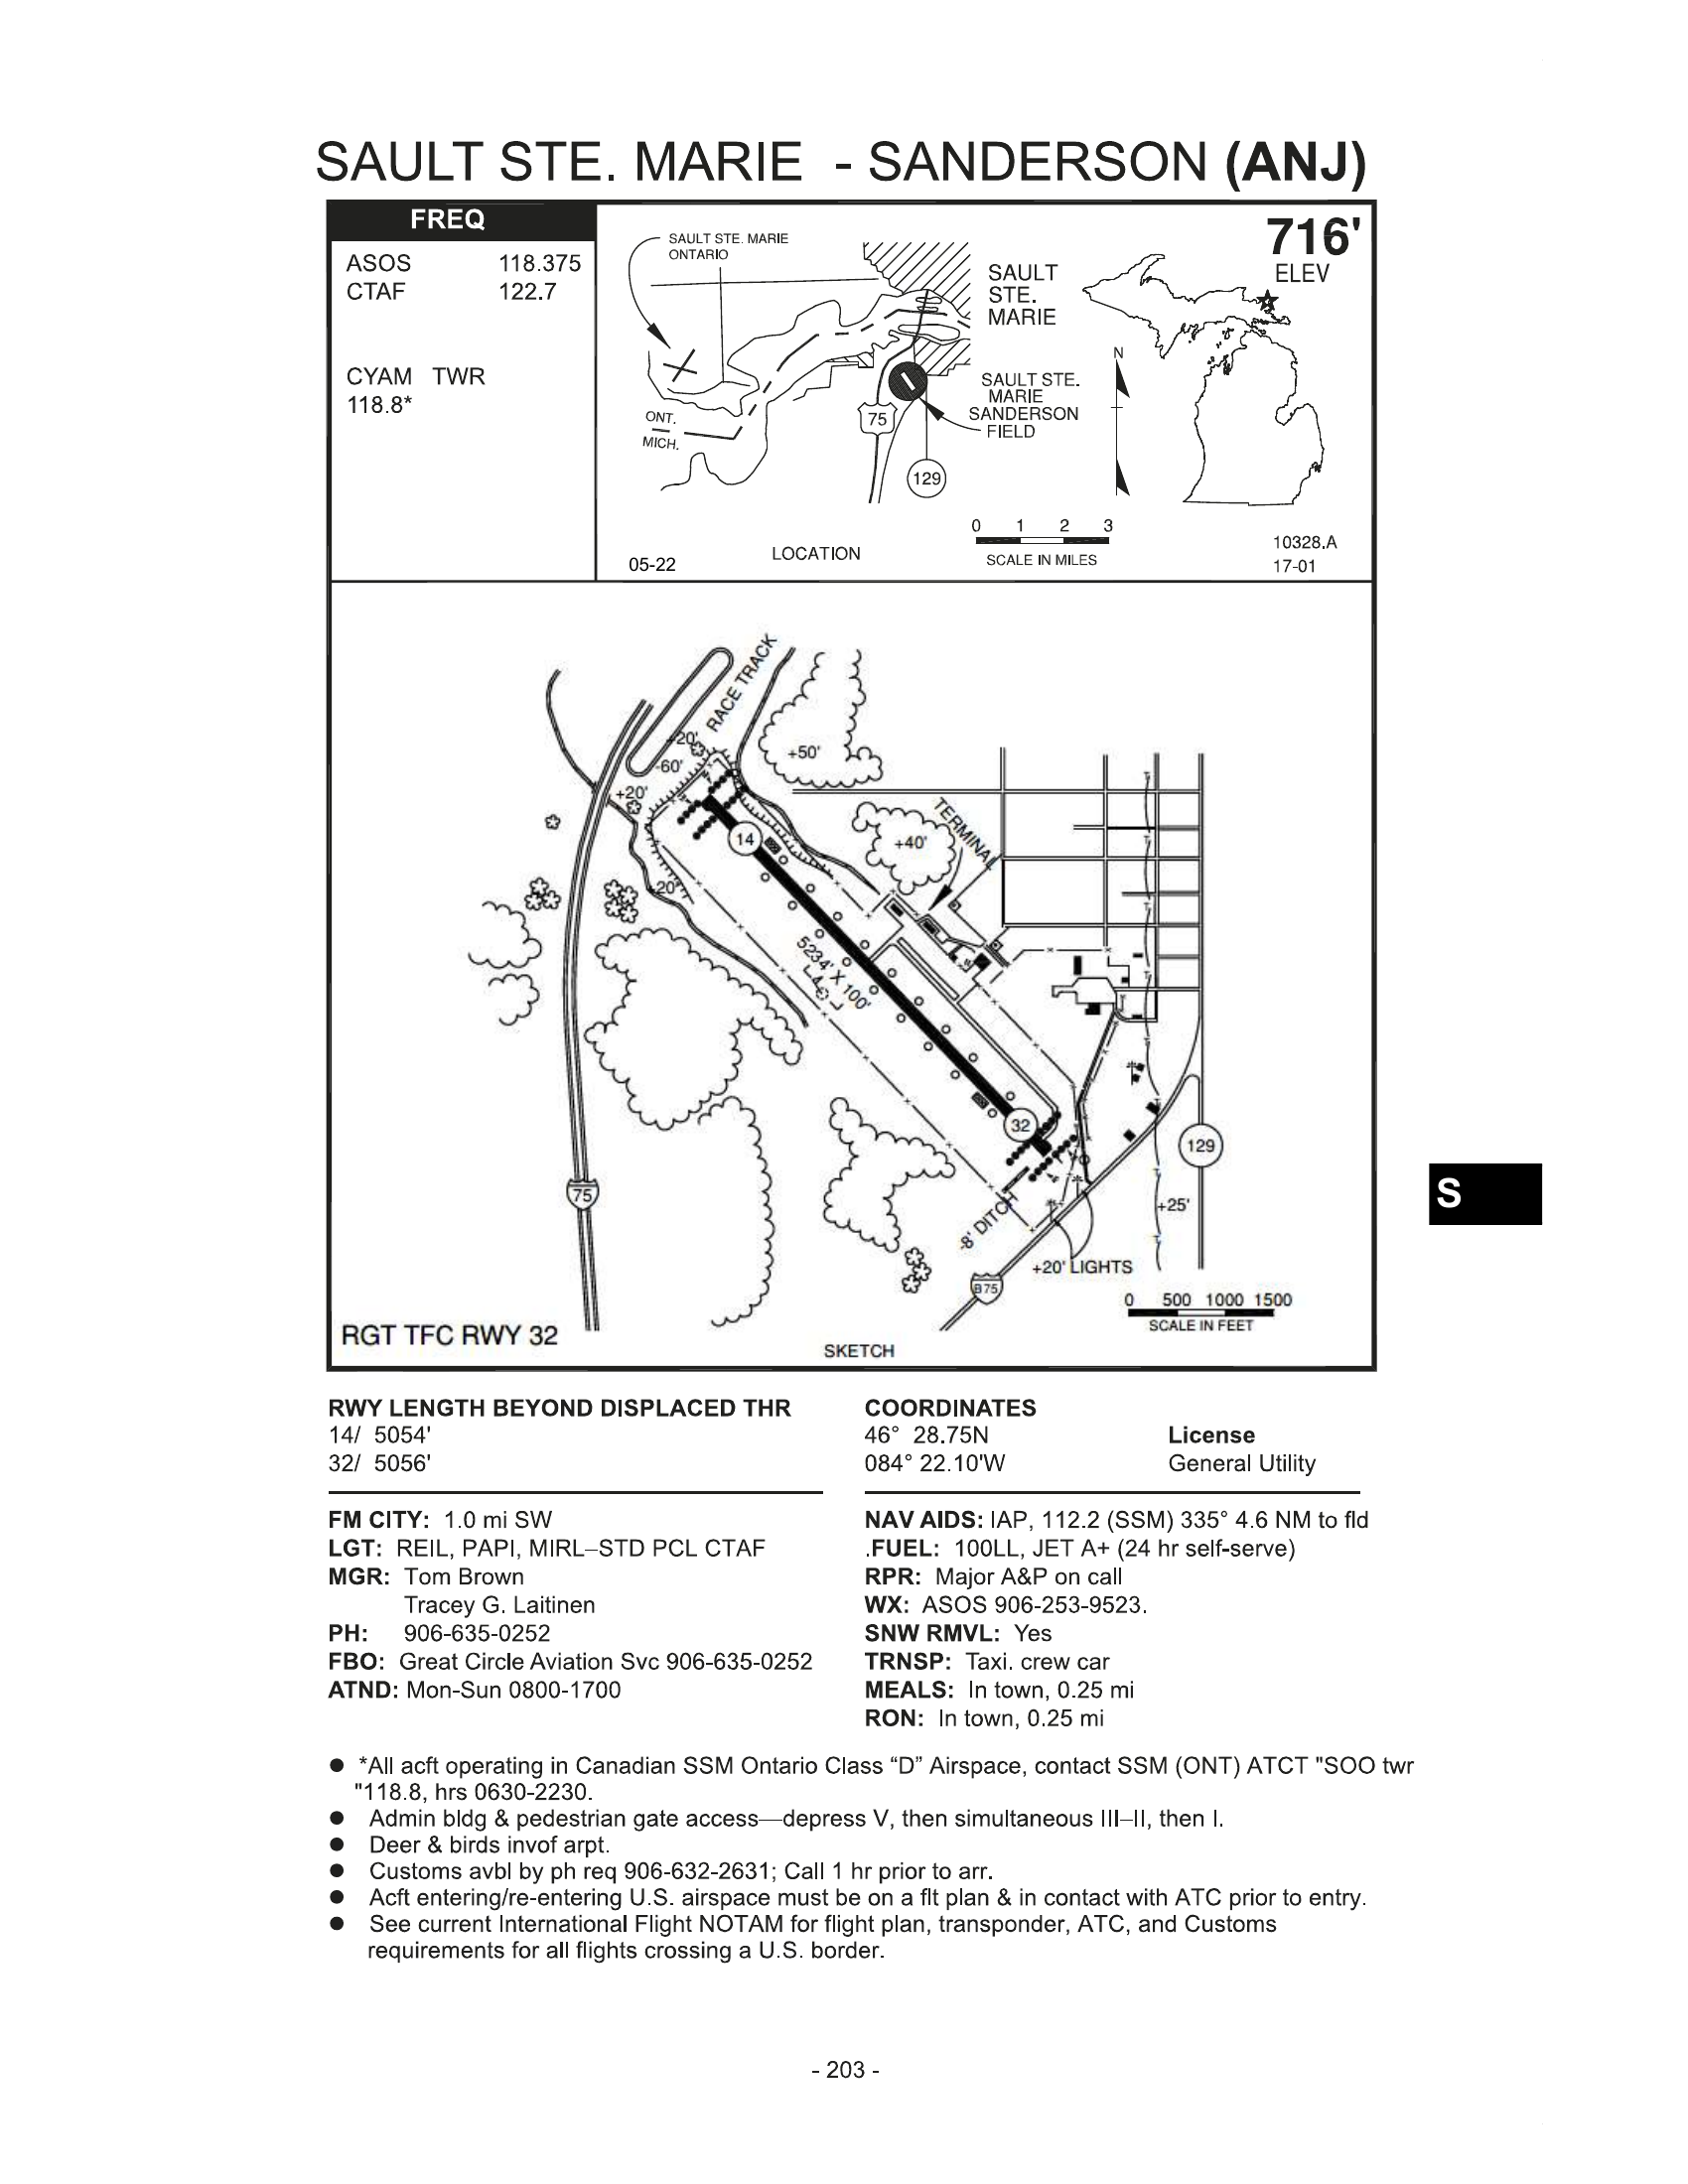 SAULT STE. MARIE - SANDERSON (ANJ)
FREQ
ASOS 118.375
CTAF 122.7
CYAM TWR
118.8*
SAULT STE. MARIE
ONTARIO
SAULT
STE.
MARIE
716'
ELEV
N
SAULT STE.
MARIE
SANDERSON
FIELD
ONT.
MICH.
75
129
0 1 2 3
SCALE IN MILES
05-22
LOCATION
10328.A
17-01
RACE TRACK
+20'
-60'
+20'
+50'
+40'
TERMINAL
14
+20'
5234' X 100'
32
129
75
-8' DITCH
+25'
+20' LIGHTS
B75
0 500 1000 1500
SCALE IN FEET
RGT TFC RWY 32
SKETCH
S
RWY LENGTH BEYOND DISPLACED THR
14/ 5054'
32/ 5056'
COORDINATES
46° 28.75N
084° 22.10'W
License
General Utility
FM CITY: 1.0 mi SW
LGT: REIL, PAPI, MIRL–STD PCL CTAF
MGR: Tom Brown
Tracey G. Laitinen
PH: 906-635-0252
FBO: Great Circle Aviation Svc 906-635-0252
ATND: Mon-Sun 0800-1700
NAV AIDS: IAP, 112.2 (SSM) 335° 4.6 NM to fld
.FUEL: 100LL, JET A+ (24 hr self-serve)
RPR: Major A&P on call
WX: ASOS 906-253-9523.
SNW RMVL: Yes
TRNSP: Taxi. crew car
MEALS: In town, 0.25 mi
RON: In town, 0.25 mi
● *All acft operating in Canadian SSM Ontario Class “D” Airspace, contact SSM (ONT) ATCT "SOO twr
"118.8, hrs 0630-2230.
● Admin bldg & pedestrian gate access—depress V, then simultaneous III–II, then I.
● Deer & birds invof arpt.
● Customs avbl by ph req 906-632-2631; Call 1 hr prior to arr.
● Acft entering/re-entering U.S. airspace must be on a flt plan & in contact with ATC prior to entry.
● See current International Flight NOTAM for flight plan, transponder, ATC, and Customs
requirements for all flights crossing a U.S. border.
- 203 -